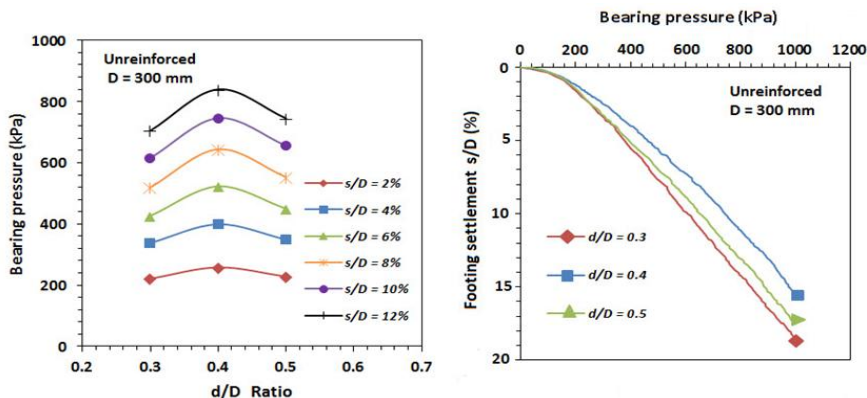 Unreinforced
D = 300 mm
Bearing pressure (kPa)
1000
800
600
400
200
0
s/D = 2%
s/D = 4%
s/D = 6%
s/D = 8%
s/D = 10%
s/D = 12%
0.2 0.3 0.4 0.5 0.6 0.7
d/D Ratio
Bearing pressure (kPa)
0 200 400 600 800 1000 1200
Unreinforced
D = 300 mm
Footing settlement s/D (%)
0
5
10
15
20
d/D = 0.3
d/D = 0.4
d/D = 0.5